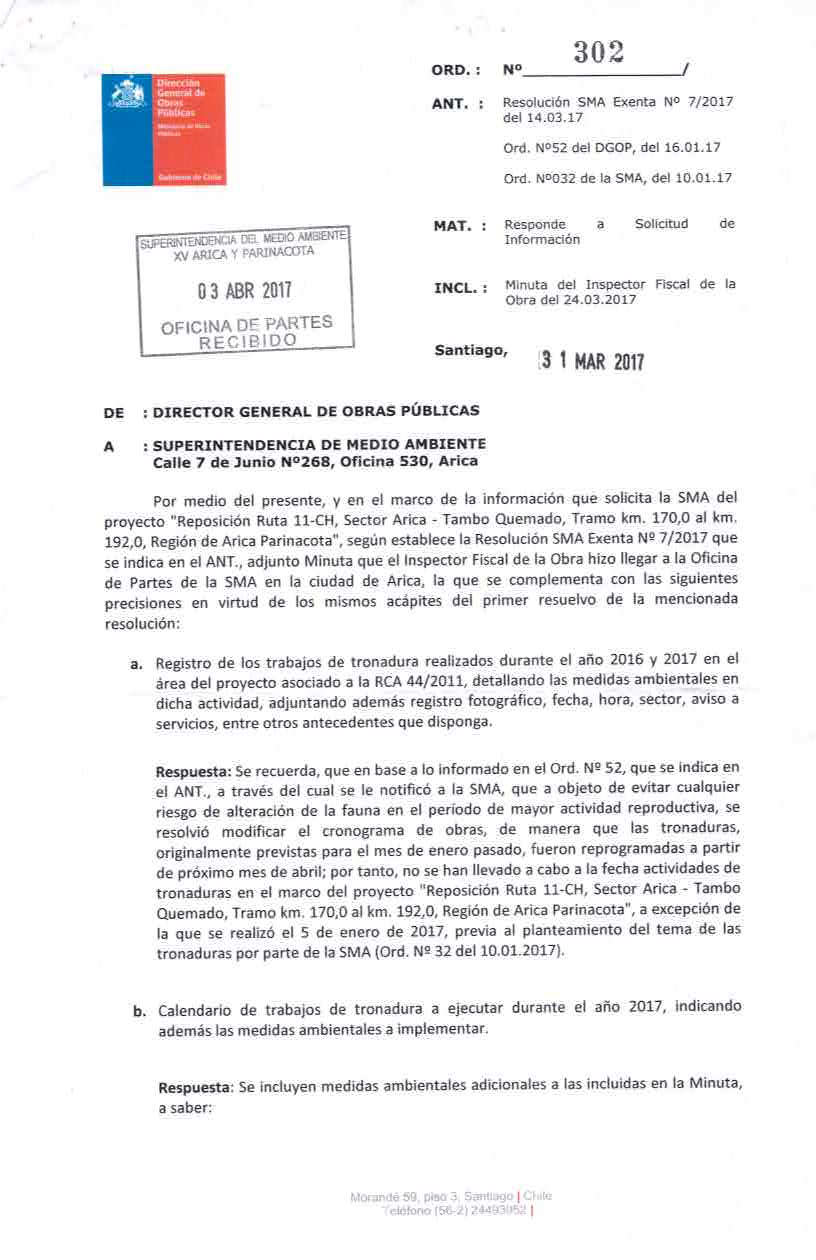 302
ORD. : Nº____________/
Dirección
General de
Obras
Públicas
Ministerio de Obras
Públicas
Gobierno de Chile
ANT. : Resolución SMA Exenta Nº 7/2017
del 14.03.17
Ord. Nº52 del DGOP, del 16.01.17
Ord. Nº032 de la SMA, del 10.01.17
MAT. : Responde a Solicitud de
Información
SUPERINTENDENCIA DEL MEDIO AMBIENTE
XV ARICA Y PARINACOTA
03 ABR 2017
OFICINA DE PARTES
RECIBIDO
INCL. : Minuta del Inspector Fiscal de la
Obra del 24.03.2017
Santiago, 31 MAR 2017
DE : DIRECTOR GENERAL DE OBRAS PÚBLICAS
A : SUPERINTENDENCIA DE MEDIO AMBIENTE
Calle 7 de Junio Nº268, Oficina 530, Arica
Por medio del presente, y en el marco de la información que solicita la SMA del
proyecto "Reposición Ruta 11-CH, Sector Arica - Tambo Quemado, Tramo km. 170,0 al km.
192,0, Región de Arica Parinacota", según establece la Resolución SMA Exenta Nº 7/2017 que
se indica en el ANT., adjunto Minuta que el Inspector Fiscal de la Obra hizo llegar a la Oficina
de Partes de la SMA en la ciudad de Arica, la que se complementa con las siguientes
precisiones en virtud de los mismos acápites del primer resuelvo de la mencionada
resolución:
a. Registro de los trabajos de tronadura realizados durante el año 2016 y 2017 en el
área del proyecto asociado a la RCA 44/2011, detallando las medidas ambientales en
dicha actividad, adjuntando además registro fotográfico, fecha, hora, sector, aviso a
servicios, entre otros antecedentes que disponga.
Respuesta: Se recuerda, que en base a lo informado en el Ord. Nº 52, que se indica en
el ANT., a través del cual se le notificó a la SMA, que a objeto de evitar cualquier
riesgo de alteración de la fauna en el período de mayor actividad reproductiva, se
resolvió modificar el cronograma de obras, de manera que las tronaduras,
originalmente previstas para el mes de enero pasado, fueron reprogramadas a partir
de próximo mes de abril; por tanto, no se han llevado a cabo a la fecha actividades de
tronaduras en el marco del proyecto "Reposición Ruta 11-CH, Sector Arica - Tambo
Quemado, Tramo km. 170,0 al km. 192,0, Región de Arica Parinacota", a excepción de
la que se realizó el 5 de enero de 2017, previa al planteamiento del tema de las
tronaduras por parte de la SMA (Ord. Nº 32 del 10.01.2017).
b. Calendario de trabajos de tronadura a ejecutar durante el año 2017, indicando
además las medidas ambientales a implementar.
Respuesta: Se incluyen medidas ambientales adicionales a las incluidas en la Minuta,
a saber:
Morandé 59, piso 3, Santiago | Chile
Teléfono (56-2) 24493052 |